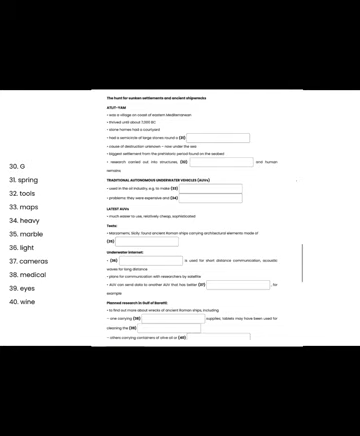 The hunt for sunken settlements and ancient shipwrecks
ATLIT-YAM
• was a village on coast of eastern Mediterranean
• thrived until about 7,000 BC
• stone homes had a courtyard
• had a semicircle of large stones round a (31)
• cause of destruction unknown – now under the sea
• biggest settlement from the prehistoric period found on the seabed
• research carried out into structures, (32) and human
remains
TRADITIONAL AUTONOMOUS UNDERWATER VEHICLES (AUVs)
• used in the oil industry, e.g. to make (33)
• problems: they were expensive and (34)
LATEST AUVs
• much easier to use, relatively cheap, sophisticated
Tests:
• Marzamemi, Sicily: found ancient Roman ships carrying architectural elements made of
(35)
Underwater internet:
• (36) is used for short distance communication, acoustic
waves for long distance
• plans for communication with researchers by satellite
• AUV can send data to another AUV that has better (37) , for
example
Planned research in Gulf of Baratti:
• to find out more about wrecks of ancient Roman ships, including
– one carrying (38) supplies; tablets may have been used for
cleaning the (39)
– others carrying containers of olive oil or (40)
30. G
31. spring
32. tools
33. maps
34. heavy
35. marble
36. light
37. cameras
38. medical
39. eyes
40. wine